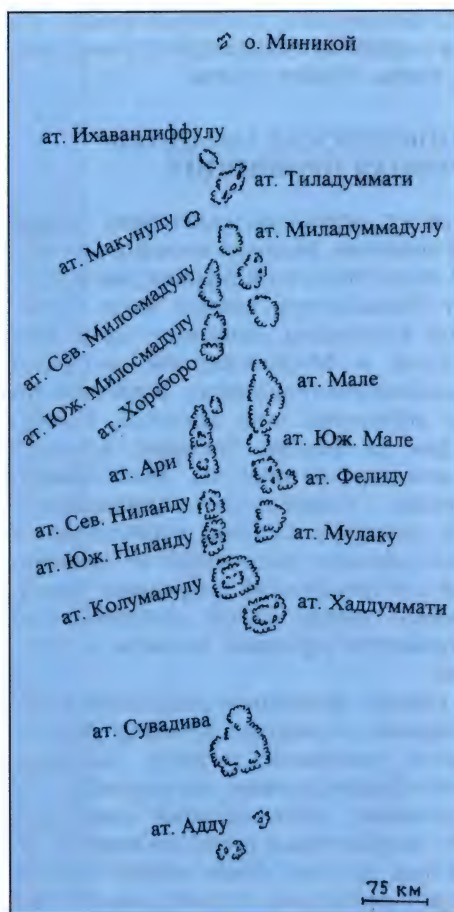 о. Миникой
ат. Ихавандиффулу
ат. Тиладуммати
ат. Макунуду
ат. Миладуммадулу
ат. Сев. Милосмадулу
ат. Юж. Милосмадулу
ат. Хорсборо
ат. Мале
ат. Юж. Мале
ат. Ари
ат. Фелиду
ат. Сев. Ниланду
ат. Мулаку
ат. Юж. Ниланду
ат. Колумадулу
ат. Хаддуммати
ат. Сувадива
ат. Адду
75 км